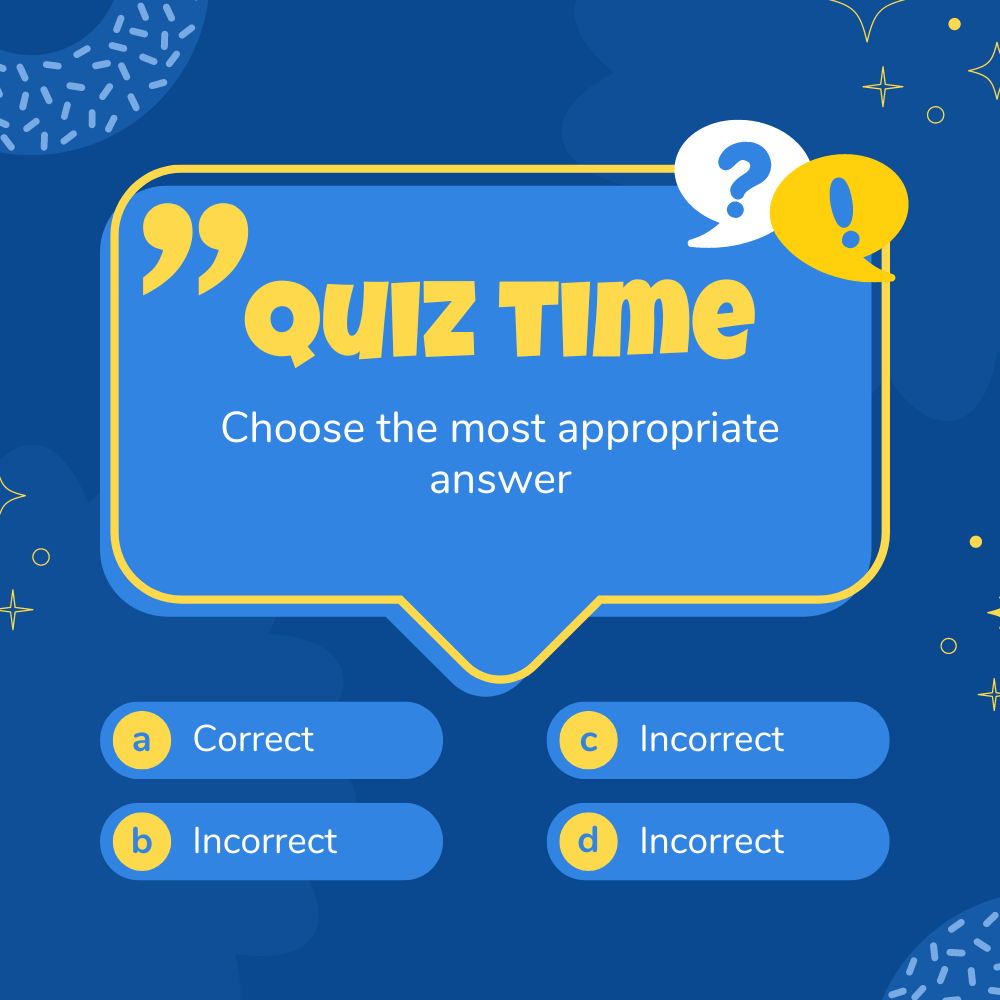 QUIZ TIME
Choose the most appropriate
answer
a Correct
b Incorrect
c Incorrect
d Incorrect